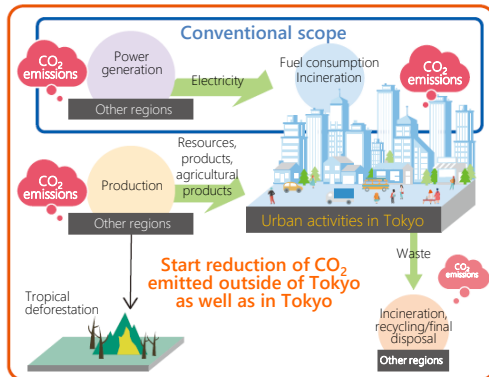 Conventional scope
CO2
emissions
Power
generation
Other regions
Electricity
Fuel consumption
Incineration
CO2
emissions
CO2
emissions
Production
Other regions
Resources,
products,
agricultural
products
Urban activities in Tokyo
Waste
CO2
emissions
Start reduction of CO2
emitted outside of Tokyo
as well as in Tokyo
Tropical
deforestation
Incineration,
recycling/final
disposal
Other regions